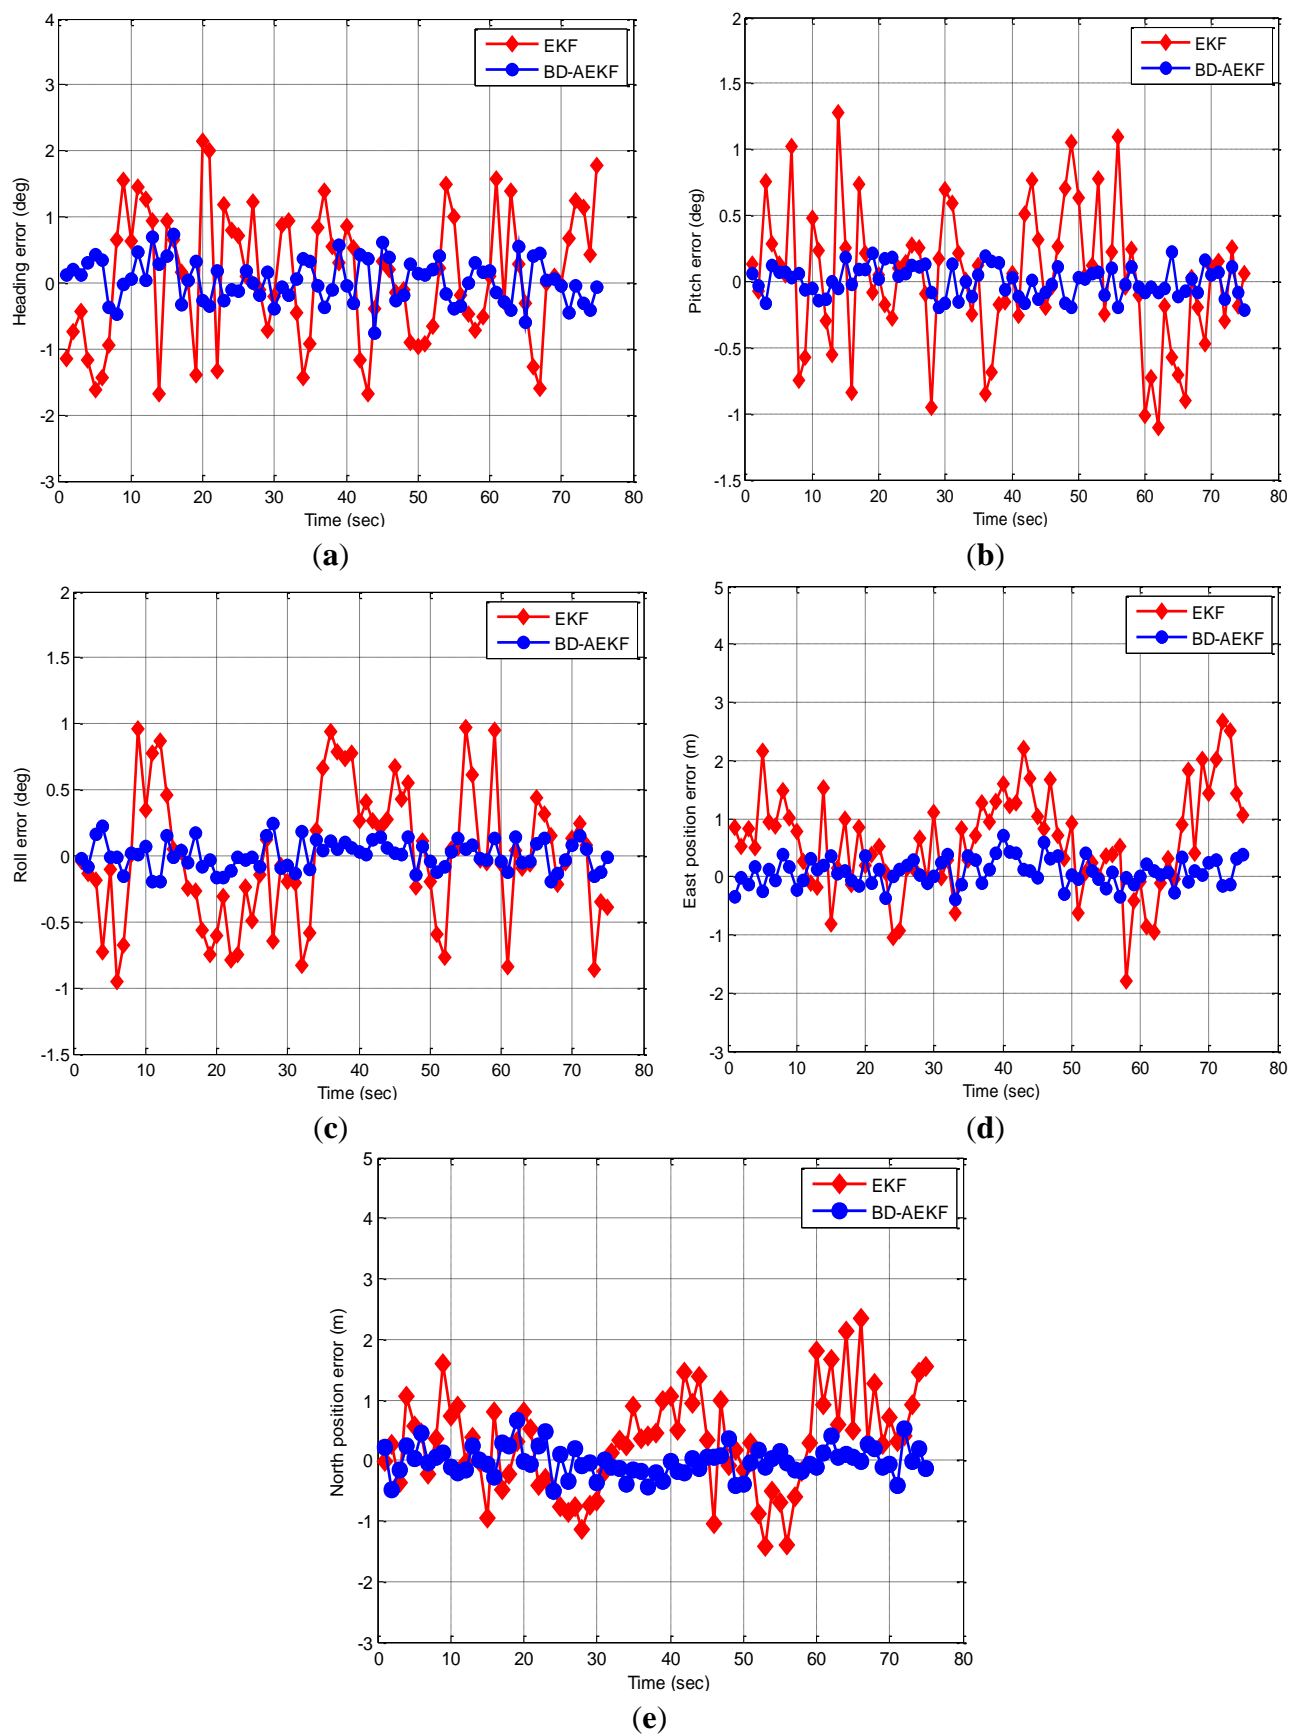 4
3
2
1
0
-1
-2
-3
Heading error (deg)
EKF
BD-AEKF
0 10 20 30 40 50 60 70 80
Time (sec)
(a)
2
1.5
1
0.5
0
-0.5
-1
-1.5
Pitch error (deg)
EKF
BD-AEKF
0 10 20 30 40 50 60 70 80
Time (sec)
(b)
2
1.5
1
0.5
0
-0.5
-1
-1.5
Roll error (deg)
EKF
BD-AEKF
0 10 20 30 40 50 60 70 80
Time (sec)
(c)
5
4
3
2
1
0
-1
-2
-3
East position error (m)
EKF
BD-AEKF
0 10 20 30 40 50 60 70 80
Time (sec)
(d)
5
4
3
2
1
0
-1
-2
-3
North position error (m)
EKF
BD-AEKF
0 10 20 30 40 50 60 70 80
Time (sec)
(e)